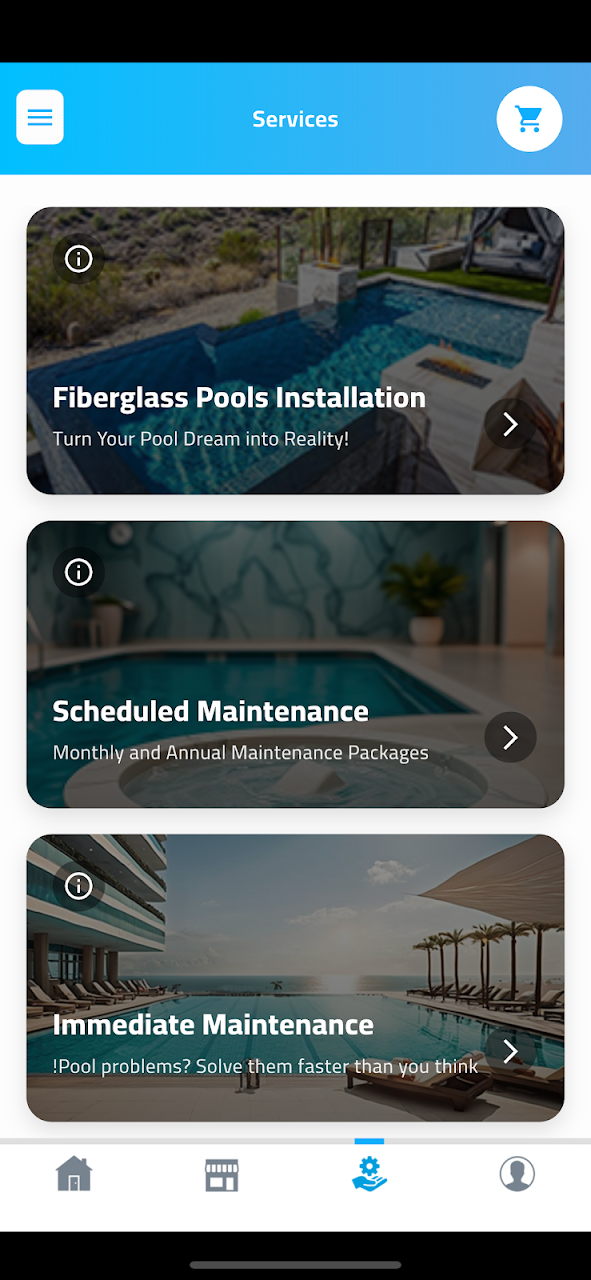 Services
Fiberglass Pools Installation
Turn Your Pool Dream into Reality!
Scheduled Maintenance
Monthly and Annual Maintenance Packages
Immediate Maintenance
!Pool problems? Solve them faster than you think